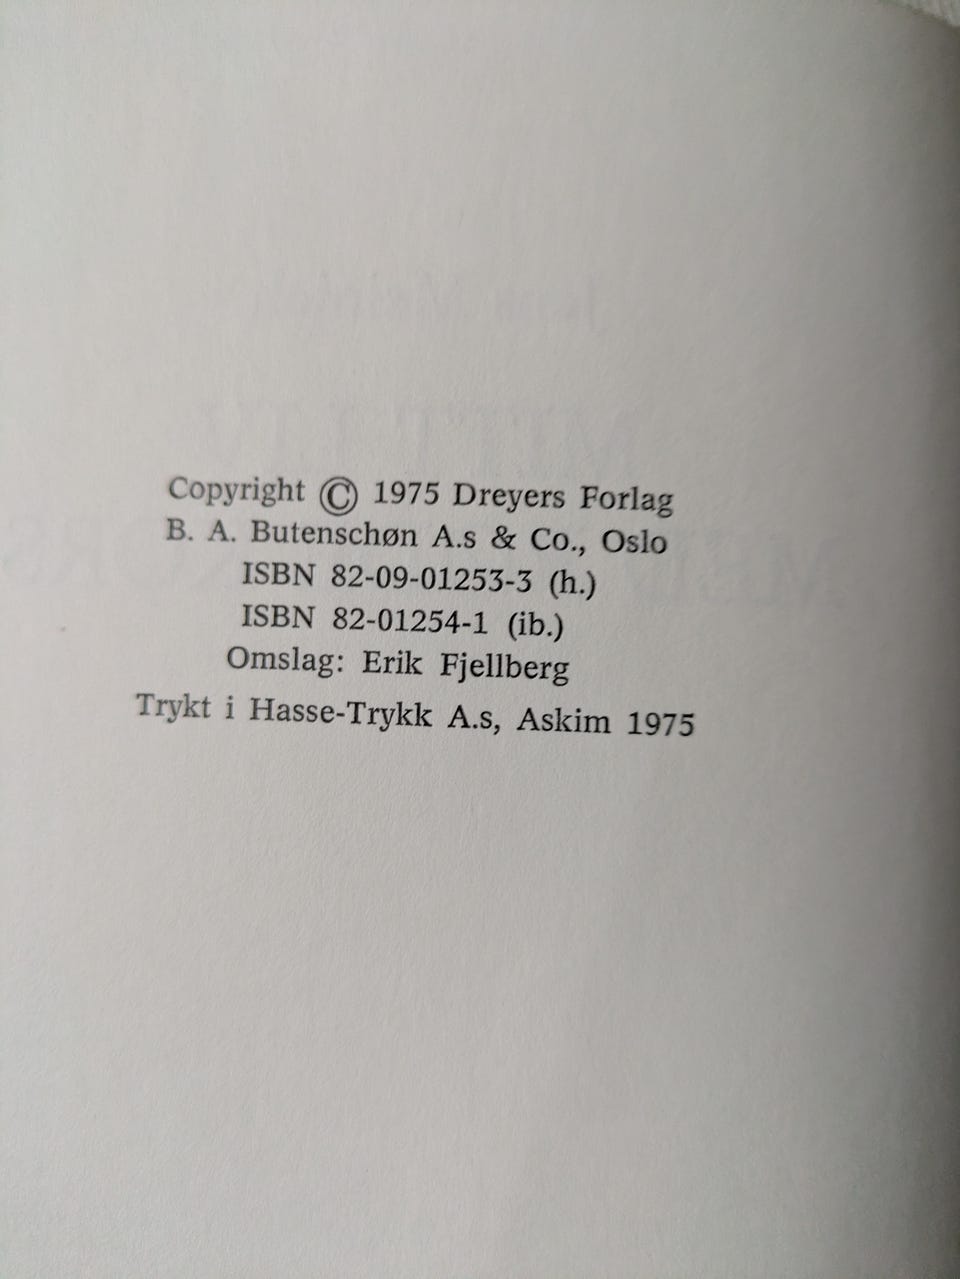 Copyright © 1975 Dreyers Forlag
B. A. Butenschøn A.s & Co., Oslo
ISBN 82-09-01253-3 (h.)
ISBN 82-01254-1 (ib.)
Omslag: Erik Fjellberg
Trykt i Hasse-Trykk A.s, Askim 1975